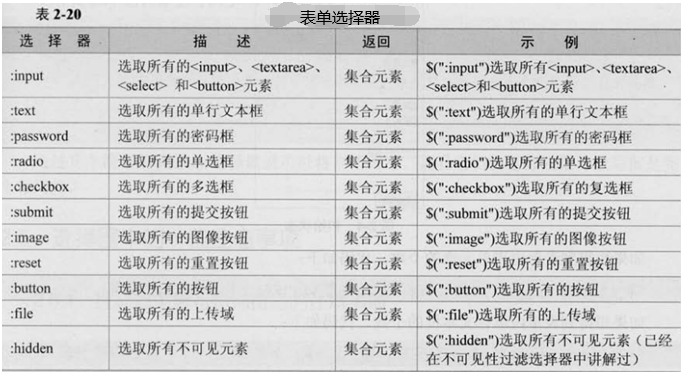 表 2-20
表单选择器
选择器 描述 返回 示例
:input 选取所有的<input>、<textarea>、 集合元素 $(":input")选取所有<input>、<textarea>、
<select> 和<button>元素 <select>和<button>元素
:text 选取所有的单行文本框 集合元素 $(":text")选取所有的单行文本框
:password 选取所有的密码框 集合元素 $(":password")选取所有的密码框
:radio 选取所有的单选框 集合元素 $(":radio")选取所有的单选框
:checkbox 选取所有的多选框 集合元素 $(":checkbox")选取所有的复选框
:submit 选取所有的提交按钮 集合元素 $(":submit")选取所有的提交按钮
:image 选取所有的图像按钮 集合元素 $(":image")选取所有的图像按钮
:reset 选取所有的重置按钮 集合元素 $(":reset")选取所有的重置按钮
:button 选取所有的按钮 集合元素 $(":button")选取所有的按钮
:file 选取所有的上传域 集合元素 $(":file")选取所有的上传域
:hidden 选取所有不可见元素 集合元素 $(":hidden")选取所有不可见元素（已经
在不可见性过滤选择器中讲解过）